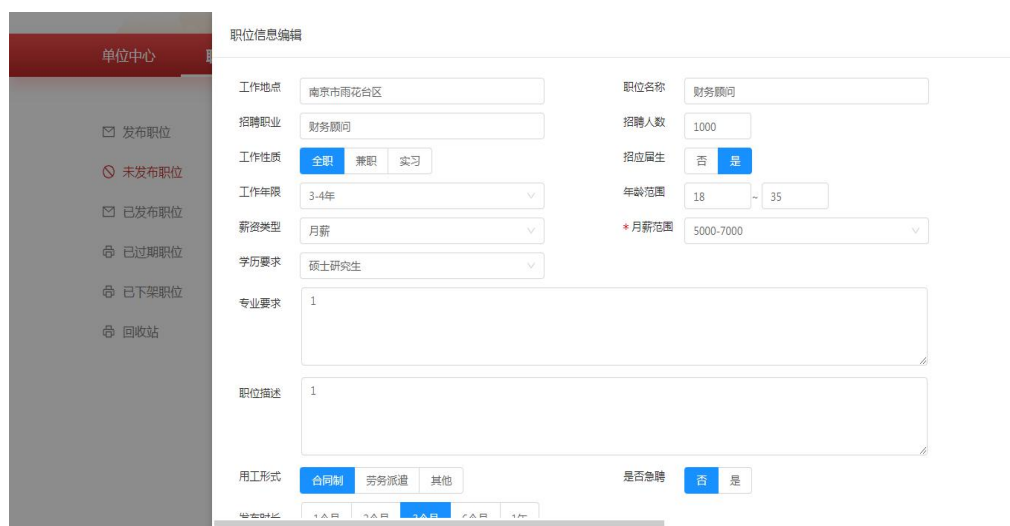 职位信息编辑
单位中心
发布职位
未发布职位
已发布职位
已过期职位
已下架职位
回收站
工作地点 南京市雨花台区 职位名称 财务顾问
招聘职业 财务顾问 招聘人数 1000
工作性质 全职 兼职 实习 招应届生 否 是
工作年限 3-4年 年龄范围 18 ~ 35
薪资类型 月薪 * 月薪范围 5000-7000
学历要求 硕士研究生
专业要求 1
职位描述 1
用工形式 合同制 劳务派遣 其他 是否急聘 否 是